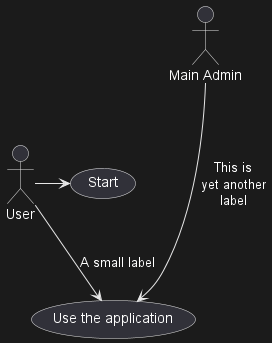 Main Admin
This is
yet another
label
Start
User
A small label
Use the application